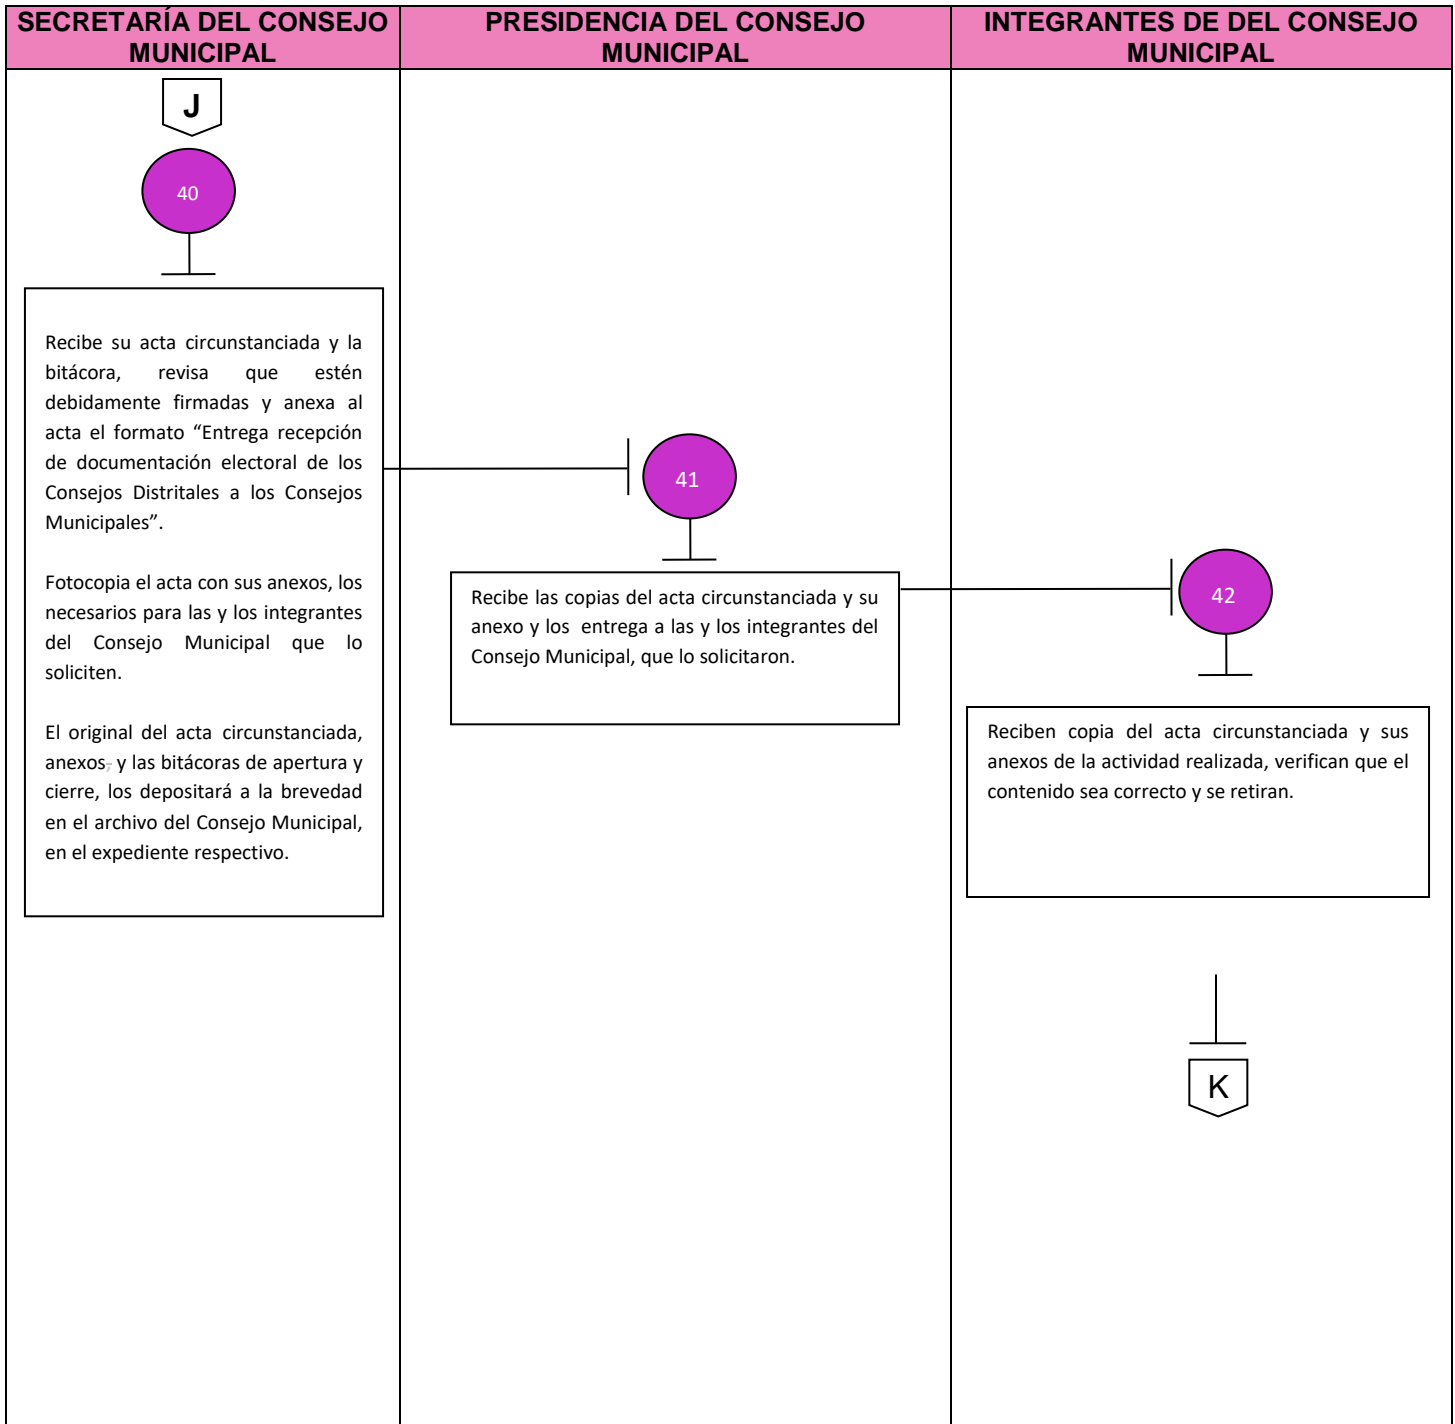 SECRETARÍA DEL CONSEJO
MUNICIPAL
PRESIDENCIA DEL CONSEJO
MUNICIPAL
INTEGRANTES DE DEL CONSEJO
MUNICIPAL
J
40
Recibe su acta circunstanciada y la
bitácora, revisa que estén
debidamente firmadas y anexa al
acta el formato “Entrega recepción
de documentación electoral de los
Consejos Distritales a los Consejos
Municipales”.
Fotocopia el acta con sus anexos, los
necesarios para las y los integrantes
del Consejo Municipal que lo
soliciten.
El original del acta circunstanciada,
anexos, y las bitácoras de apertura y
cierre, los depositará a la brevedad
en el archivo del Consejo Municipal,
en el expediente respectivo.
41
Recibe las copias del acta circunstanciada y su
anexo y los entrega a las y los integrantes del
Consejo Municipal, que lo solicitaron.
42
Reciben copia del acta circunstanciada y sus
anexos de la actividad realizada, verifican que el
contenido sea correcto y se retiran.
K